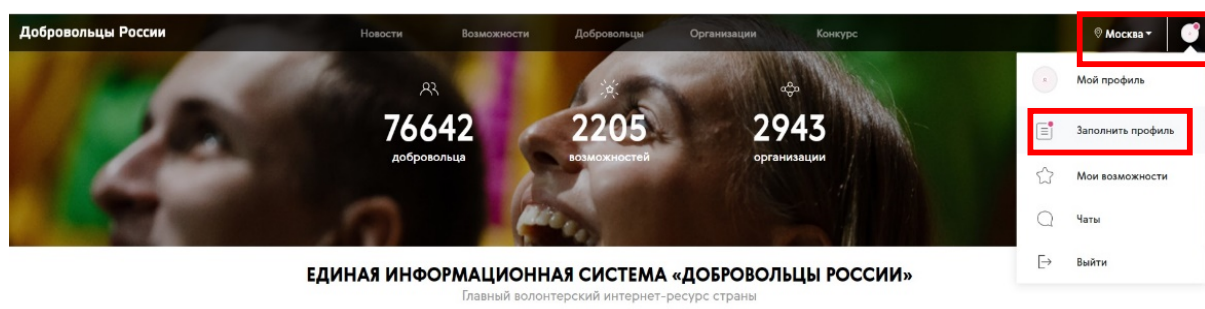 Добровольцы России
Новости
Возможности
Добровольцы
Организации
Конкурс
Москва
76642
добровольца
2205
возможностей
2943
организации
Мой профиль
Заполнить профиль
Мои возможности
Чаты
Выйти
ЕДИНАЯ ИНФОРМАЦИОННАЯ СИСТЕМА «ДОБРОВОЛЬЦЫ РОССИИ»
Главный волонтерский интернет-ресурс страны